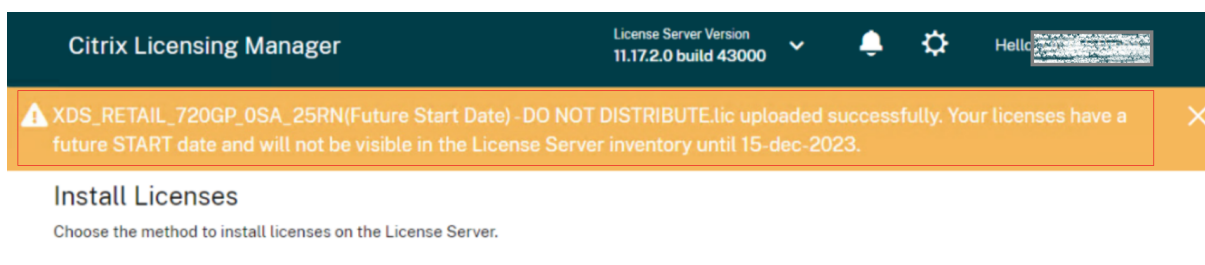 Citrix Licensing Manager
License Server Version
11.17.2.0 build 43000
Hello
XDS_RETAIL_720GP_0SA_25RN(Future Start Date) - DO NOT DISTRIBUTE.lic uploaded successfully. Your licenses have a
future START date and will not be visible in the License Server inventory until 15-dec-2023.
Install Licenses
Choose the method to install licenses on the License Server.